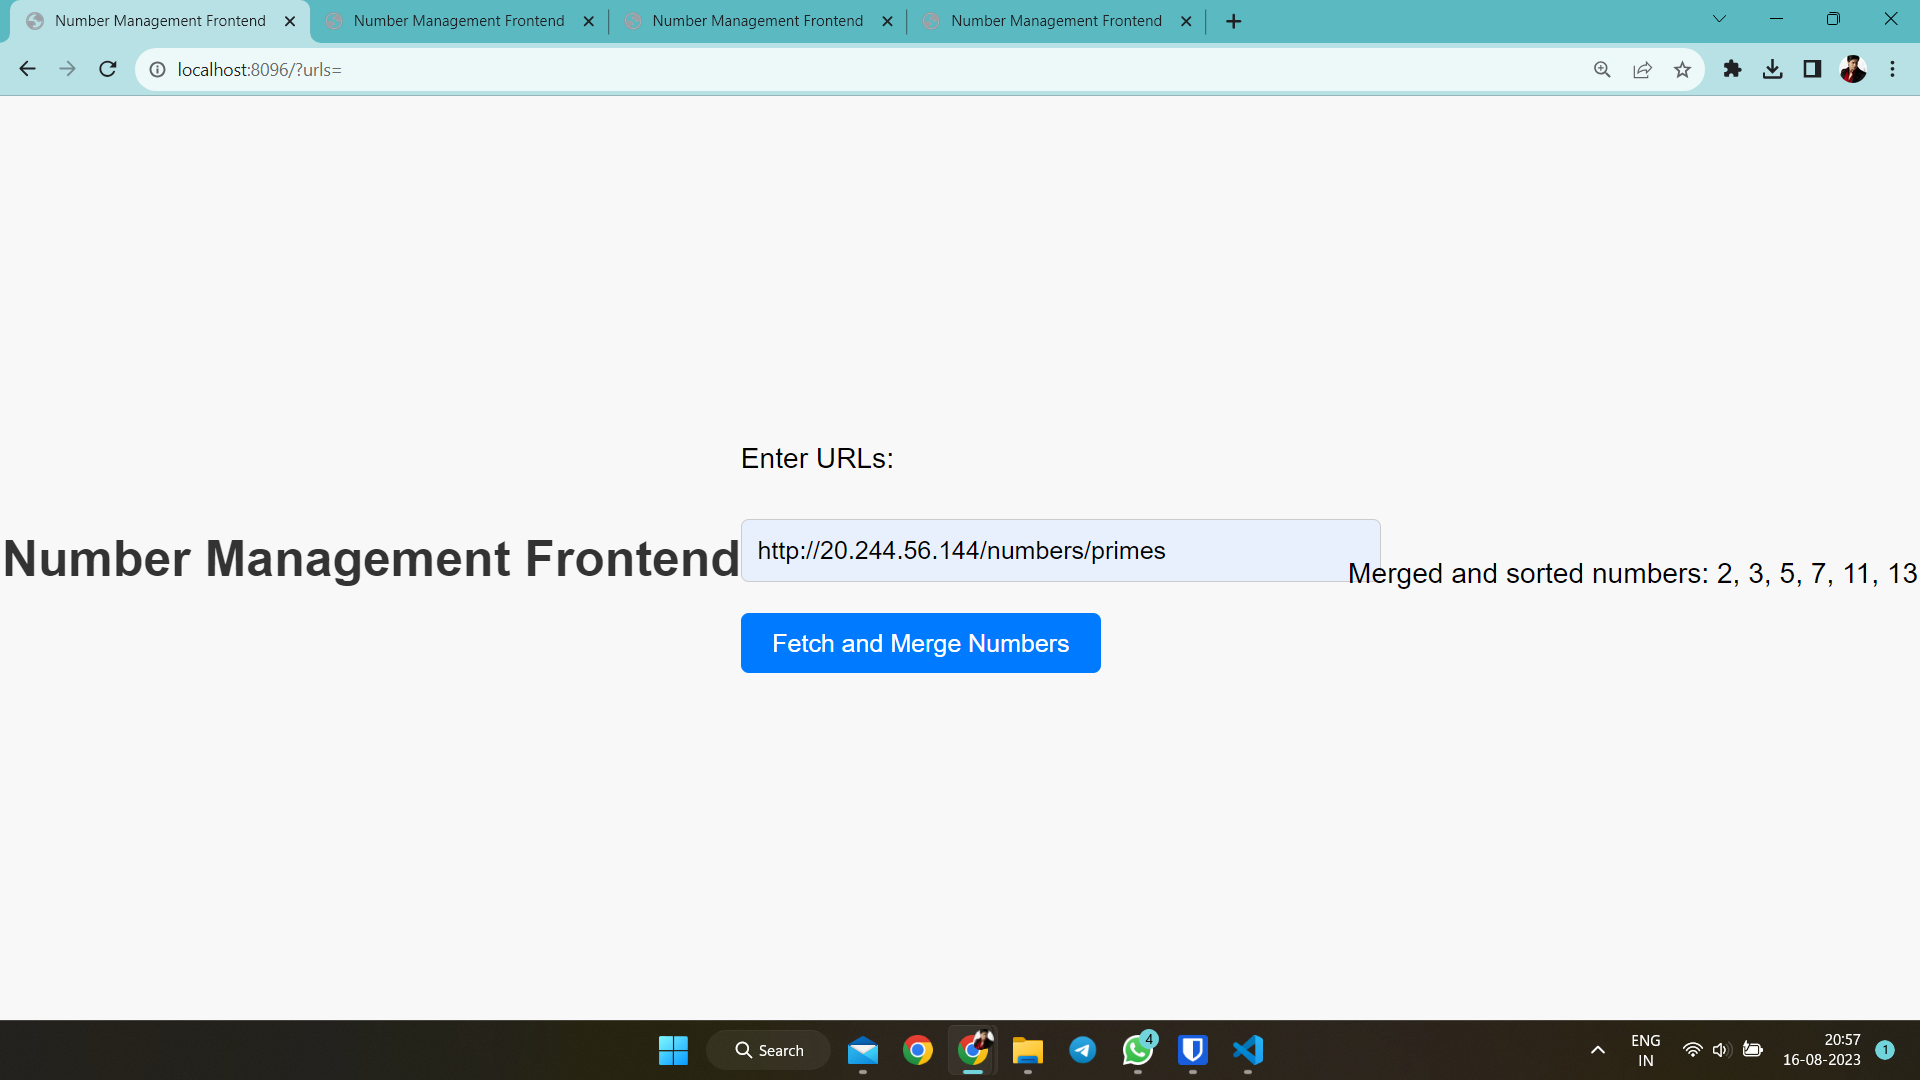 Number Management Frontend
Number Management Frontend
Number Management Frontend
Number Management Frontend
localhost:8096/?urls=
Enter URLs:
http://20.244.56.144/numbers/primes
Number Management Frontend
Merged and sorted numbers: 2, 3, 5, 7, 11, 13
Fetch and Merge Numbers
Search
4
ENG
IN
20:57
16-08-2023
1